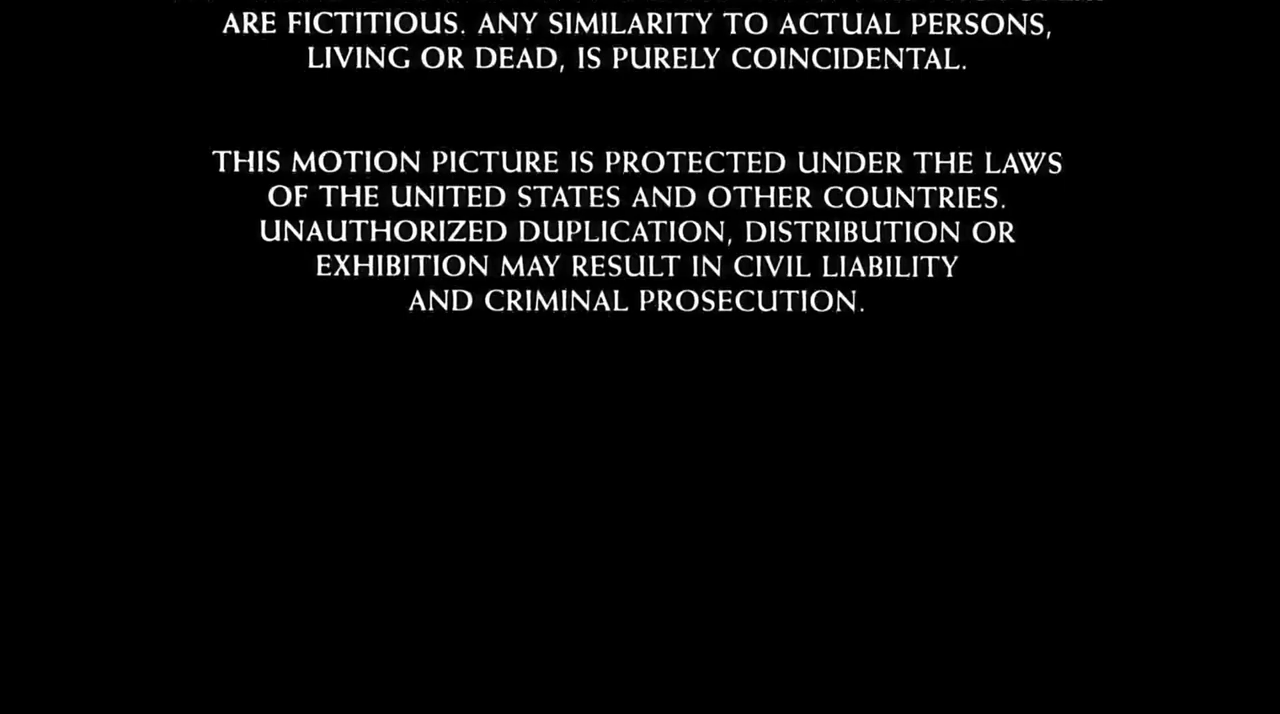 ARE FICTITIOUS. ANY SIMILARITY TO ACTUAL PERSONS,
LIVING OR DEAD, IS PURELY COINCIDENTAL.
THIS MOTION PICTURE IS PROTECTED UNDER THE LAWS
OF THE UNITED STATES AND OTHER COUNTRIES.
UNAUTHORIZED DUPLICATION, DISTRIBUTION OR
EXHIBITION MAY RESULT IN CIVIL LIABILITY
AND CRIMINAL PROSECUTION.